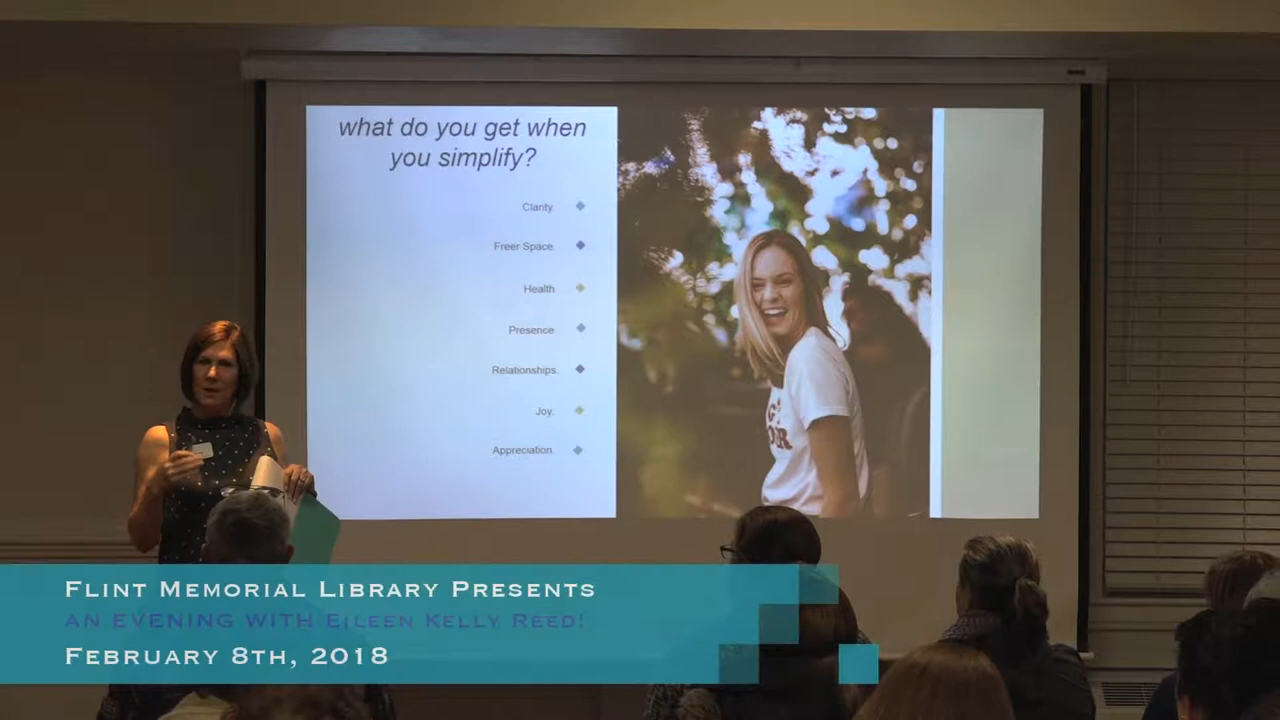 what do you get when
you simplify?
Clarity.
Freer Space.
Health
Presence
Relationships.
Joy.
Appreciation.
Flint Memorial Library Presents
an evening with Eileen Kelly Reed!
February 8th, 2018